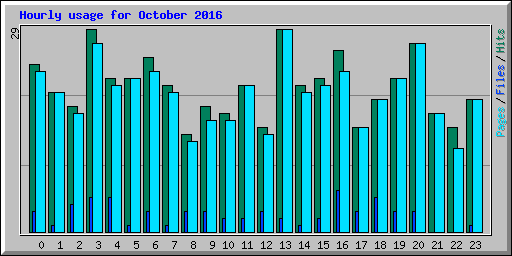 Hourly usage for October 2016
29
Pages/Files/Hits
0 1 2 3 4 5 6 7 8 9 10 11 12 13 14 15 16 17 18 19 20 21 22 23